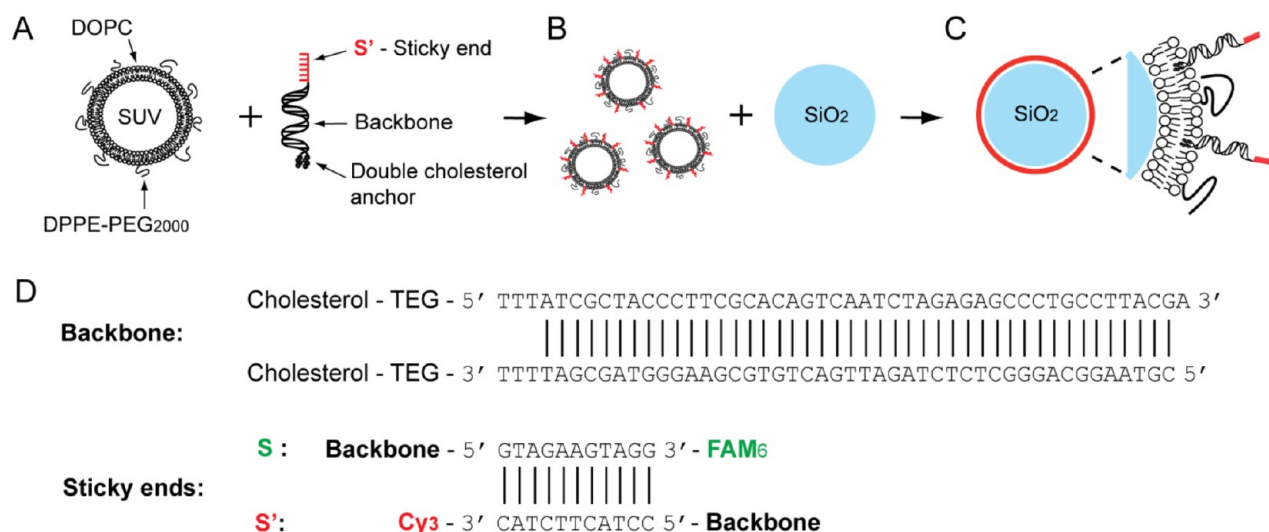 A
B
C
DOPC
S' - Sticky end
SUV
+
Backbone
+
SiO2
SiO2
Double cholesterol
anchor
DPPE-PEG2000
D
Cholesterol - TEG - 5' TTTATCGCTACCCTTCGCACAGTCAATCTAGAGAGCCCTGCCTTACGA 3'
Backbone:
Cholesterol - TEG - 3' TTTTAGCGATGGGAAGCGTGTCAGTTAGATCTCTCGGGACGGAATGC 5'
S : Backbone - 5' GTAGAAGTAGG 3'- FAM6
Sticky ends:
S': Cy3 - 3' CATCTTCATCC 5'- Backbone